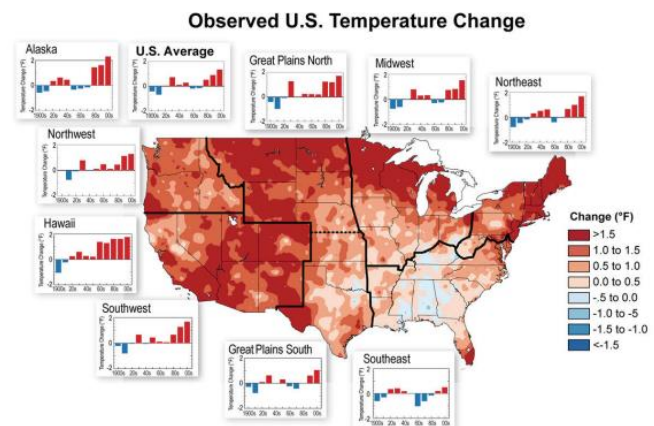 Observed U.S. Temperature Change
Alaska
U.S. Average
Great Plains North
Midwest
Northeast
Northwest
Hawaii
Southwest
Great Plains South
Southeast
Temperature Change (°F)
2
0
-2
1900s 20s 40s 60s 80s 00s
Change (°F)
>1.5
1.0 to 1.5
0.5 to 1.0
0.0 to 0.5
-.5 to 0.0
-1.0 to -5
-1.5 to -1.0
<-1.5